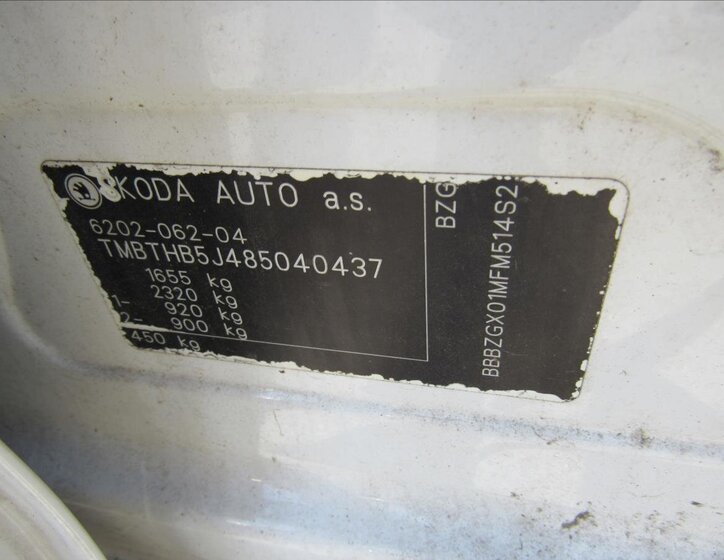 ŠKODA AUTO a.s.
6202-062-04
TMBTHB5J485040437
1655 kg
2320 kg
1- 920 kg
2- 900 kg
450 kg
BZG
BBBZGX01MFM514S2